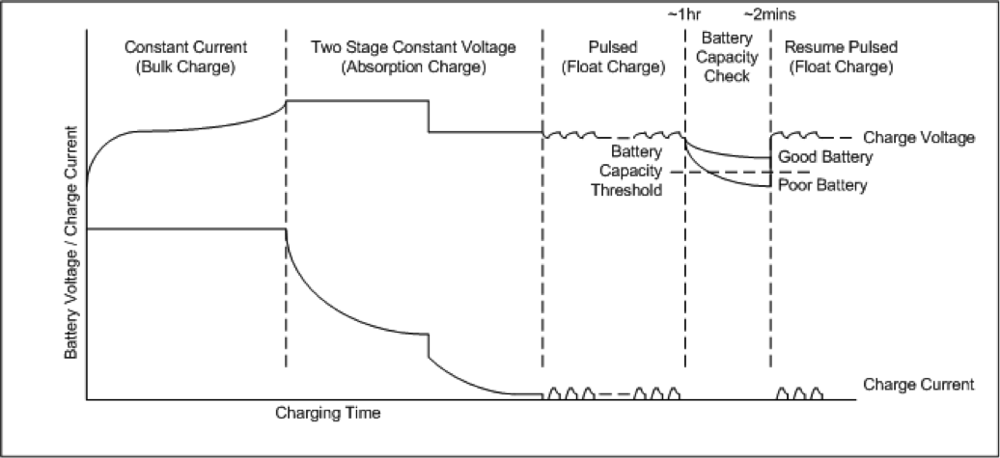 ~1hr
~2mins
Constant Current
(Bulk Charge)
Two Stage Constant Voltage
(Absorption Charge)
Pulsed
(Float Charge)
Battery
Capacity
Check
Resume Pulsed
(Float Charge)
Battery Voltage / Charge Current
Charge Voltage
Battery
Capacity
Threshold
Good Battery
Poor Battery
Charge Current
Charging Time